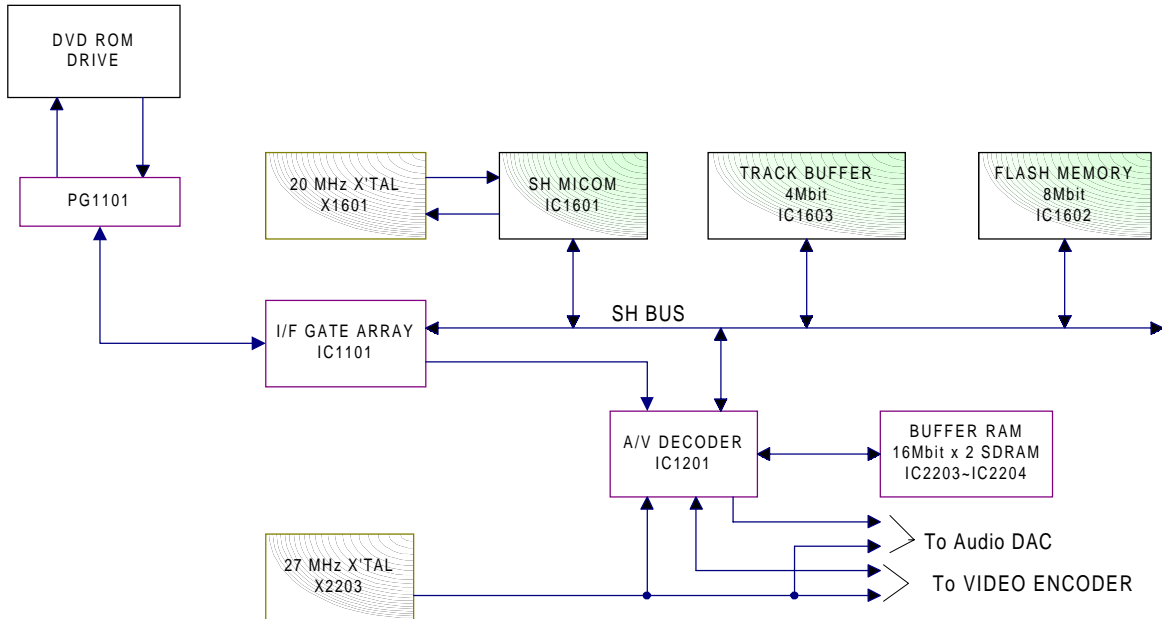 DVD ROM
DRIVE
PG1101
20 MHz X'TAL
X1601
SH MICOM
IC1601
TRACK BUFFER
4Mbit
IC1603
FLASH MEMORY
8Mbit
IC1602
SH BUS
I/F GATE ARRAY
IC1101
A/V DECODER
IC1201
BUFFER RAM
16Mbit x 2 SDRAM
IC2203~IC2204
27 MHz X'TAL
X2203
To Audio DAC
To VIDEO ENCODER